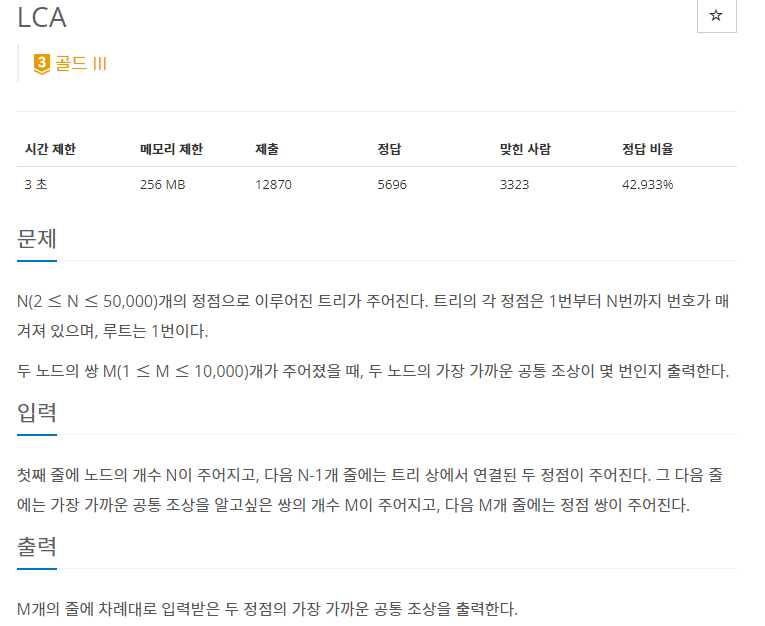 LCA
☆
3 골드 III
시간 제한 메모리 제한 제출 정답 맞힌 사람 정답 비율
3 초 256 MB 12870 5696 3323 42.933%
문제
N(2 ≤ N ≤ 50,000)개의 정점으로 이루어진 트리가 주어진다. 트리의 각 정점은 1번부터 N번까지 번호가 매
겨져 있으며, 루트는 1번이다.
두 노드의 쌍 M(1 ≤ M ≤ 10,000)개가 주어졌을 때, 두 노드의 가장 가까운 공통 조상이 몇 번인지 출력한다.
입력
첫째 줄에 노드의 개수 N이 주어지고, 다음 N-1개 줄에는 트리 상에서 연결된 두 정점이 주어진다. 그 다음 줄
에는 가장 가까운 공통 조상을 알고싶은 쌍의 개수 M이 주어지고, 다음 M개 줄에는 정점 쌍이 주어진다.
출력
M개의 줄에 차례대로 입력받은 두 정점의 가장 가까운 공통 조상을 출력한다.